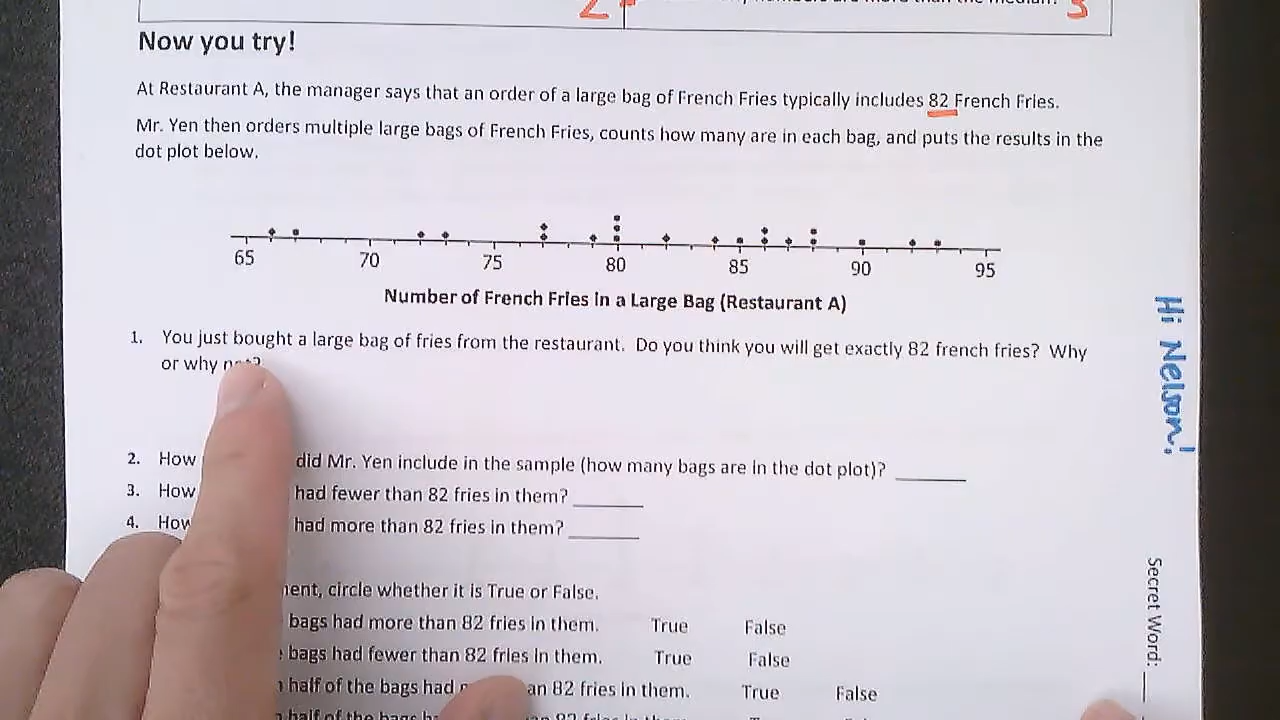 2 3
Now you try!
At Restaurant A, the manager says that an order of a large bag of French Fries typically includes 82 French Fries.
Mr. Yen then orders multiple large bags of French Fries, counts how many are in each bag, and puts the results in the
dot plot below.
65 70 75 80 85 90 95
Number of French Fries in a Large Bag (Restaurant A)
1. You just bought a large bag of fries from the restaurant. Do you think you will get exactly 82 french fries? Why
or why not?
2. How did Mr. Yen include in the sample (how many bags are in the dot plot)?
3. How had fewer than 82 fries in them?
4. How had more than 82 fries in them?
circle whether it is True or False.
bags had more than 82 fries in them. True False
bags had fewer than 82 fries in them. True False
half of the bags had 82 fries in them. True False
half of the bags
Hi Nelson!
Secret Word: